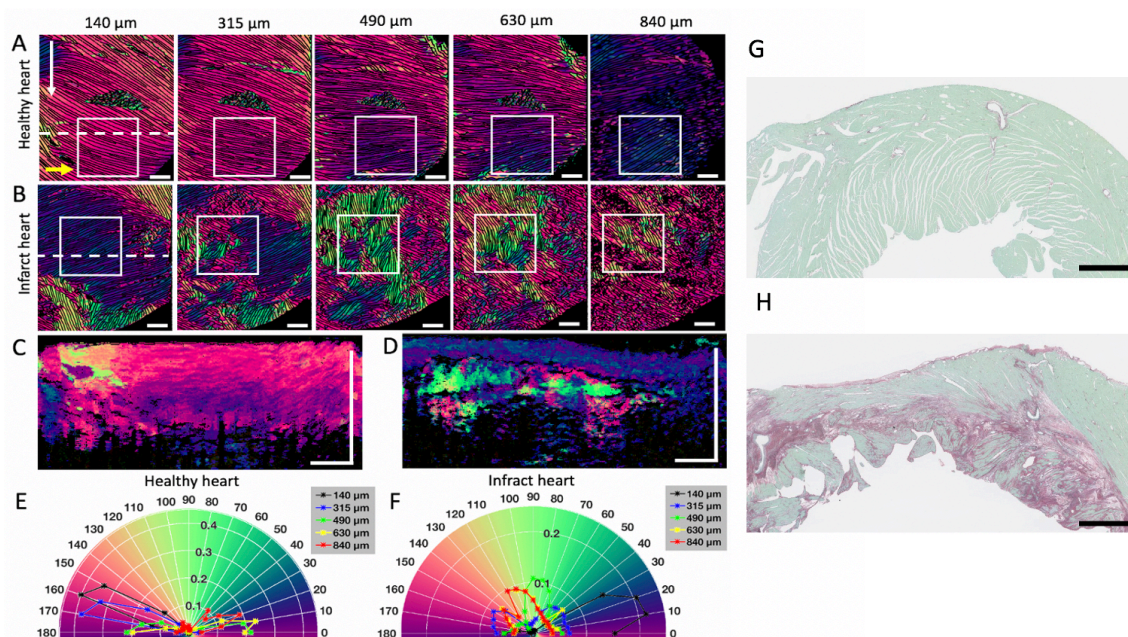 140 μm 315 μm 490 μm 630 μm 840 μm
A
Healthy heart
B
Infarct heart
C
D
E
Healthy heart
180 170 160 150 140 130 120 110 100 90 80 70 60 50 40 30 20 10 0
0.4
0.3
0.2
0.1
140 μm
315 μm
490 μm
630 μm
840 μm
F
Infract heart
180 170 160 150 140 130 120 110 100 90 80 70 60 50 40 30 20 10 0
0.2
0.1
140 μm
315 μm
490 μm
630 μm
840 μm
G
H